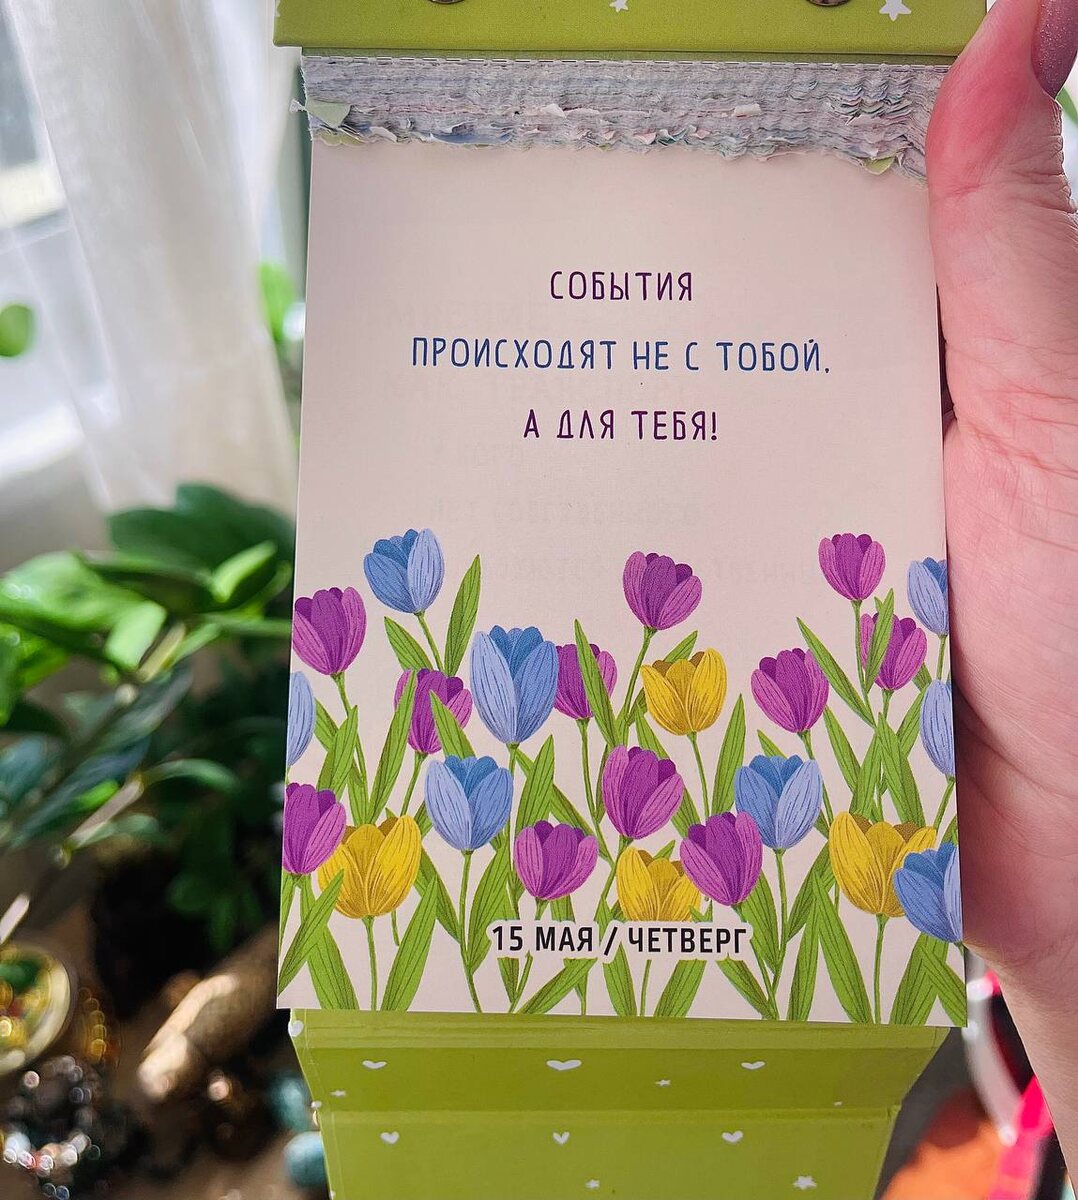 СОБЫТИЯ
ПРОИСХОДЯТ НЕ С ТОБОЙ,
А ДЛЯ ТЕБЯ!
15 МАЯ / ЧЕТВЕРГ